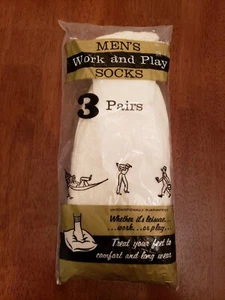 MEN'S
Work and Play
SOCKS
3 Pairs
Whether it's leisure...
...work...or play...
Treat your feet to
comfort and long wear